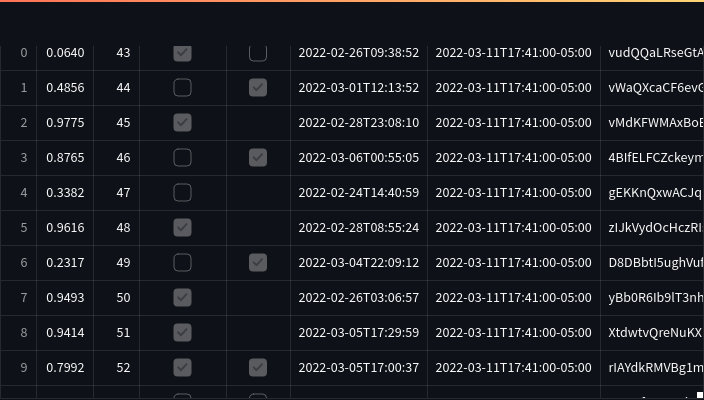 0 0.0640 43 2022-02-26T09:38:52 2022-03-11T17:41:00-05:00 vudQQaLRseGtA
1 0.4856 44 2022-03-01T12:13:52 2022-03-11T17:41:00-05:00 vWaQXcaCF6evG
2 0.9775 45 2022-02-28T23:08:10 2022-03-11T17:41:00-05:00 vMdKFWMAxBoE
3 0.8765 46 2022-03-06T00:55:05 2022-03-11T17:41:00-05:00 4BIfELFCZckeym
4 0.3382 47 2022-02-24T14:40:59 2022-03-11T17:41:00-05:00 gEKKnQxwACJq
5 0.9616 48 2022-02-28T08:55:24 2022-03-11T17:41:00-05:00 zIJkVydOcHczRI
6 0.2317 49 2022-03-04T22:09:12 2022-03-11T17:41:00-05:00 D8DBbtI5ughVuf
7 0.9493 50 2022-02-26T03:06:57 2022-03-11T17:41:00-05:00 yBb0R6Ib9lT3nh
8 0.9414 51 2022-03-05T17:29:59 2022-03-11T17:41:00-05:00 XtdwtvQreNuKX
9 0.7992 52 2022-03-05T17:00:37 2022-03-11T17:41:00-05:00 rIAYdkRMVBg1m